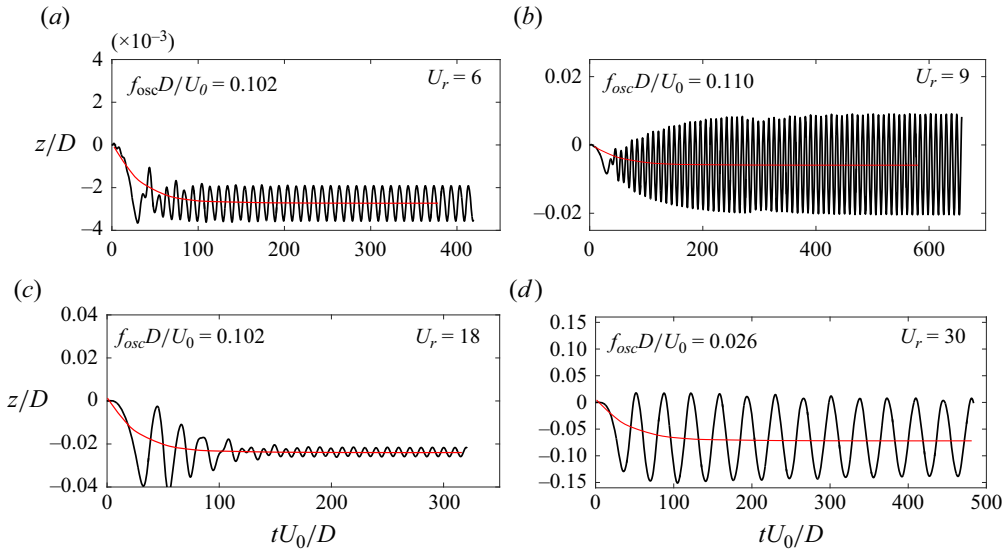 (a)
(×10⁻³)
4
f_osc D/U_0 = 0.102
U_r = 6
2
z/D
0
–2
–4
0
100
200
300
400
(b)
0.02
f_osc D/U_0 = 0.110
U_r = 9
0
–0.02
0
200
400
600
(c)
0.04
f_osc D/U_0 = 0.102
U_r = 18
0.02
z/D
0
–0.02
–0.04
0
100
200
300
tU_0/D
(d)
0.15
f_osc D/U_0 = 0.026
U_r = 30
0.10
0.05
0
–0.05
–0.10
–0.15
0
100
200
300
400
500
tU_0/D